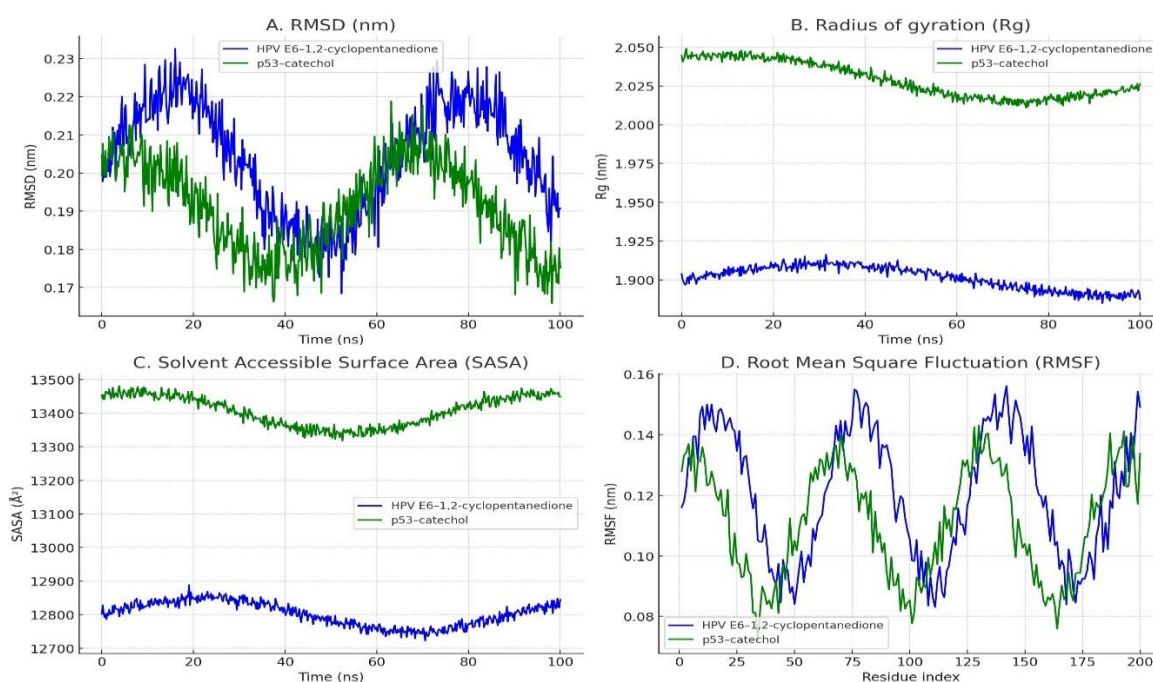 A. RMSD (nm)
HPV E6–1,2-cyclopentanedione
p53–catechol
0.23
0.22
0.21
0.20
0.19
0.18
0.17
RMSD (nm)
0
20
40
60
80
100
Time (ns)
B. Radius of gyration (Rg)
HPV E6–1,2-cyclopentanedione
p53–catechol
2.050
2.025
2.000
1.975
1.950
1.925
1.900
Rg (nm)
0
20
40
60
80
100
Time (ns)
C. Solvent Accessible Surface Area (SASA)
13500
13400
13300
13200
13100
13000
12900
12800
12700
SASA (Å²)
HPV E6–1,2-cyclopentanedione
p53–catechol
0
20
40
60
80
100
Time (ns)
D. Root Mean Square Fluctuation (RMSF)
0.16
0.14
0.12
0.10
0.08
RMSF (nm)
HPV E6–1,2-cyclopentanedione
p53–catechol
0
25
50
75
100
125
150
175
200
Residue index